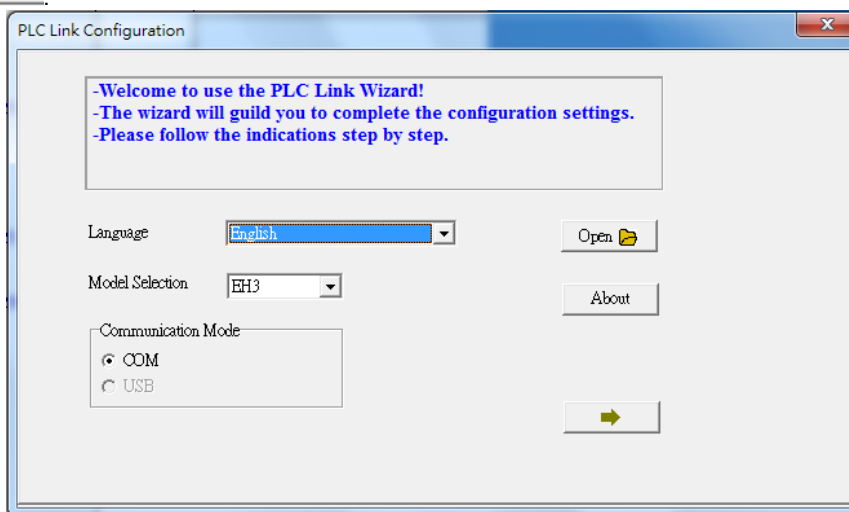 PLC Link Configuration
-Welcome to use the PLC Link Wizard!
-The wizard will guild you to complete the configuration settings.
-Please follow the indications step by step.
Language
English
Open
Model Selection
EH3
About
Communication Mode
COM
USB